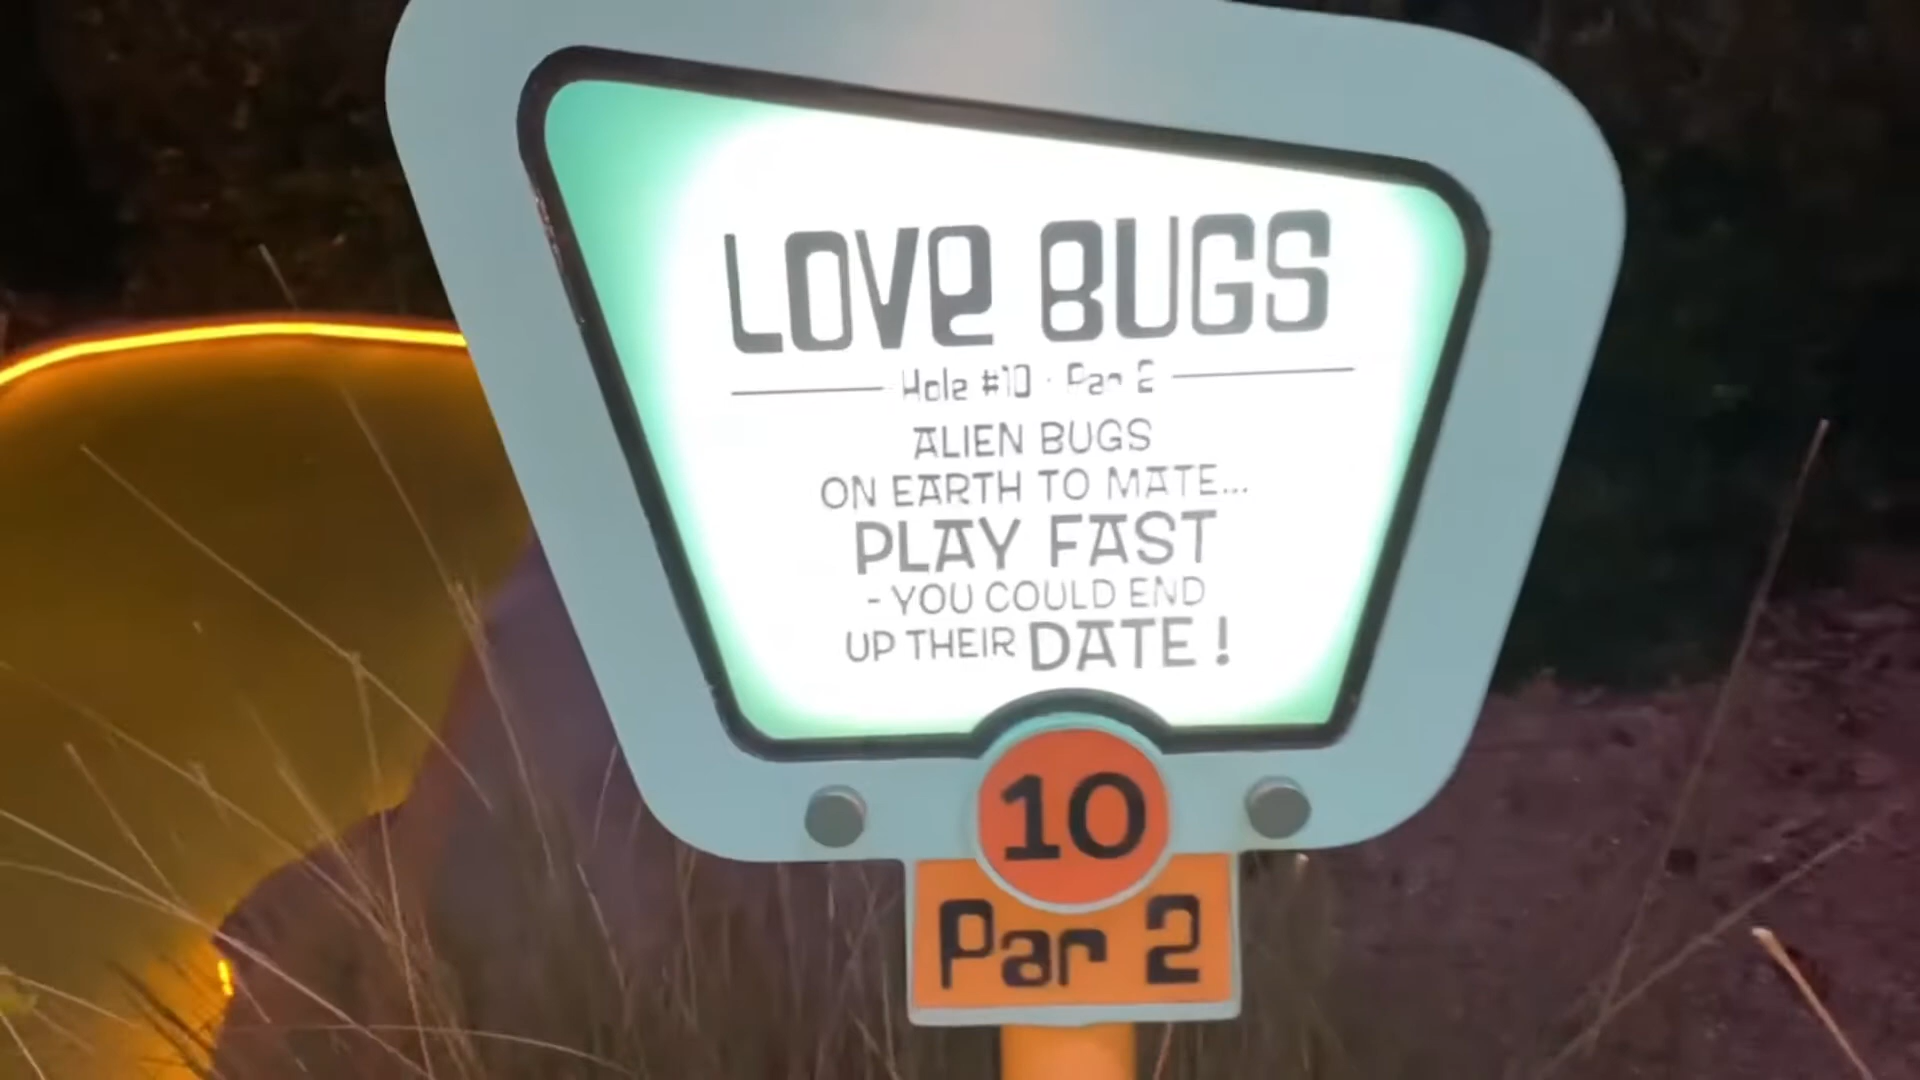 LOVE BUGS
Hole #10 · Par 2
ALIEN BUGS
ON EARTH TO MATE...
PLAY FAST
- YOU COULD END
UP THEIR DATE!
10
Par 2